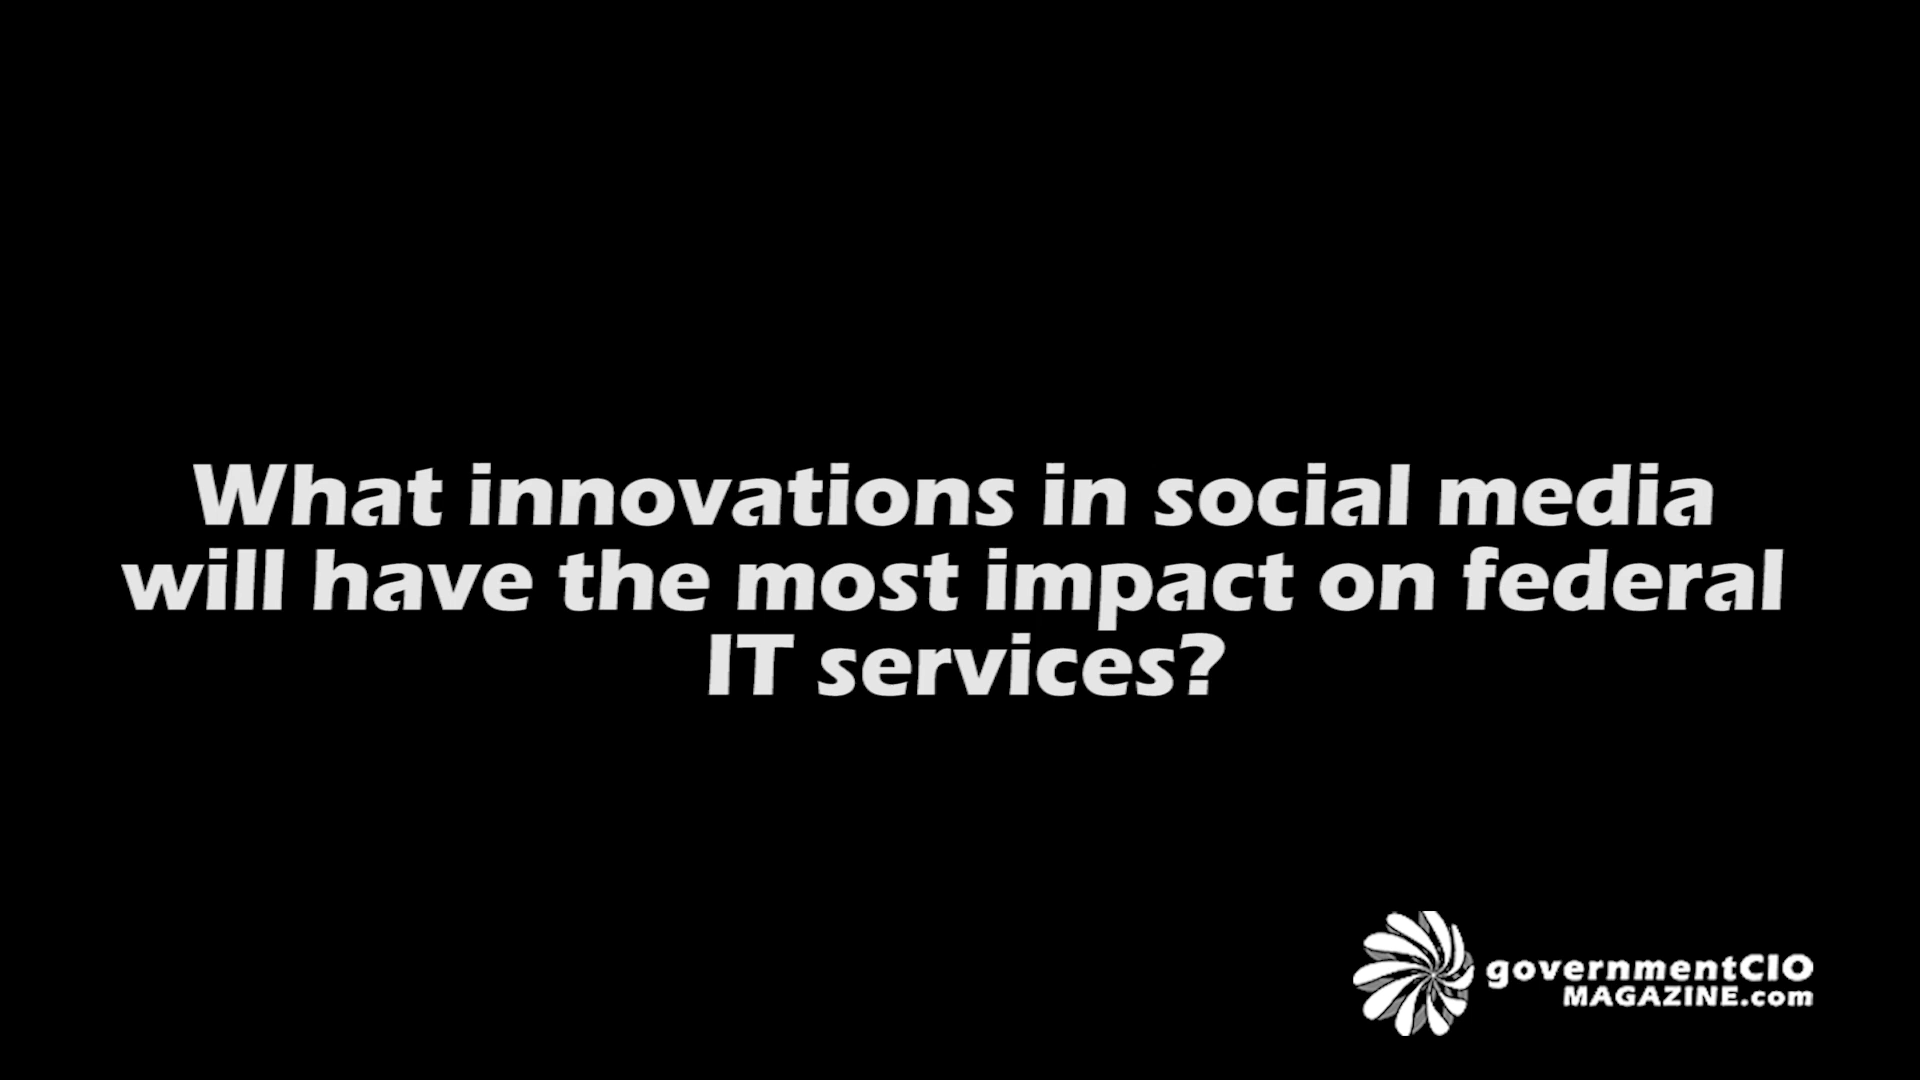 What innovations in social media
will have the most impact on federal
IT services?
governmentCIO
MAGAZINE.com